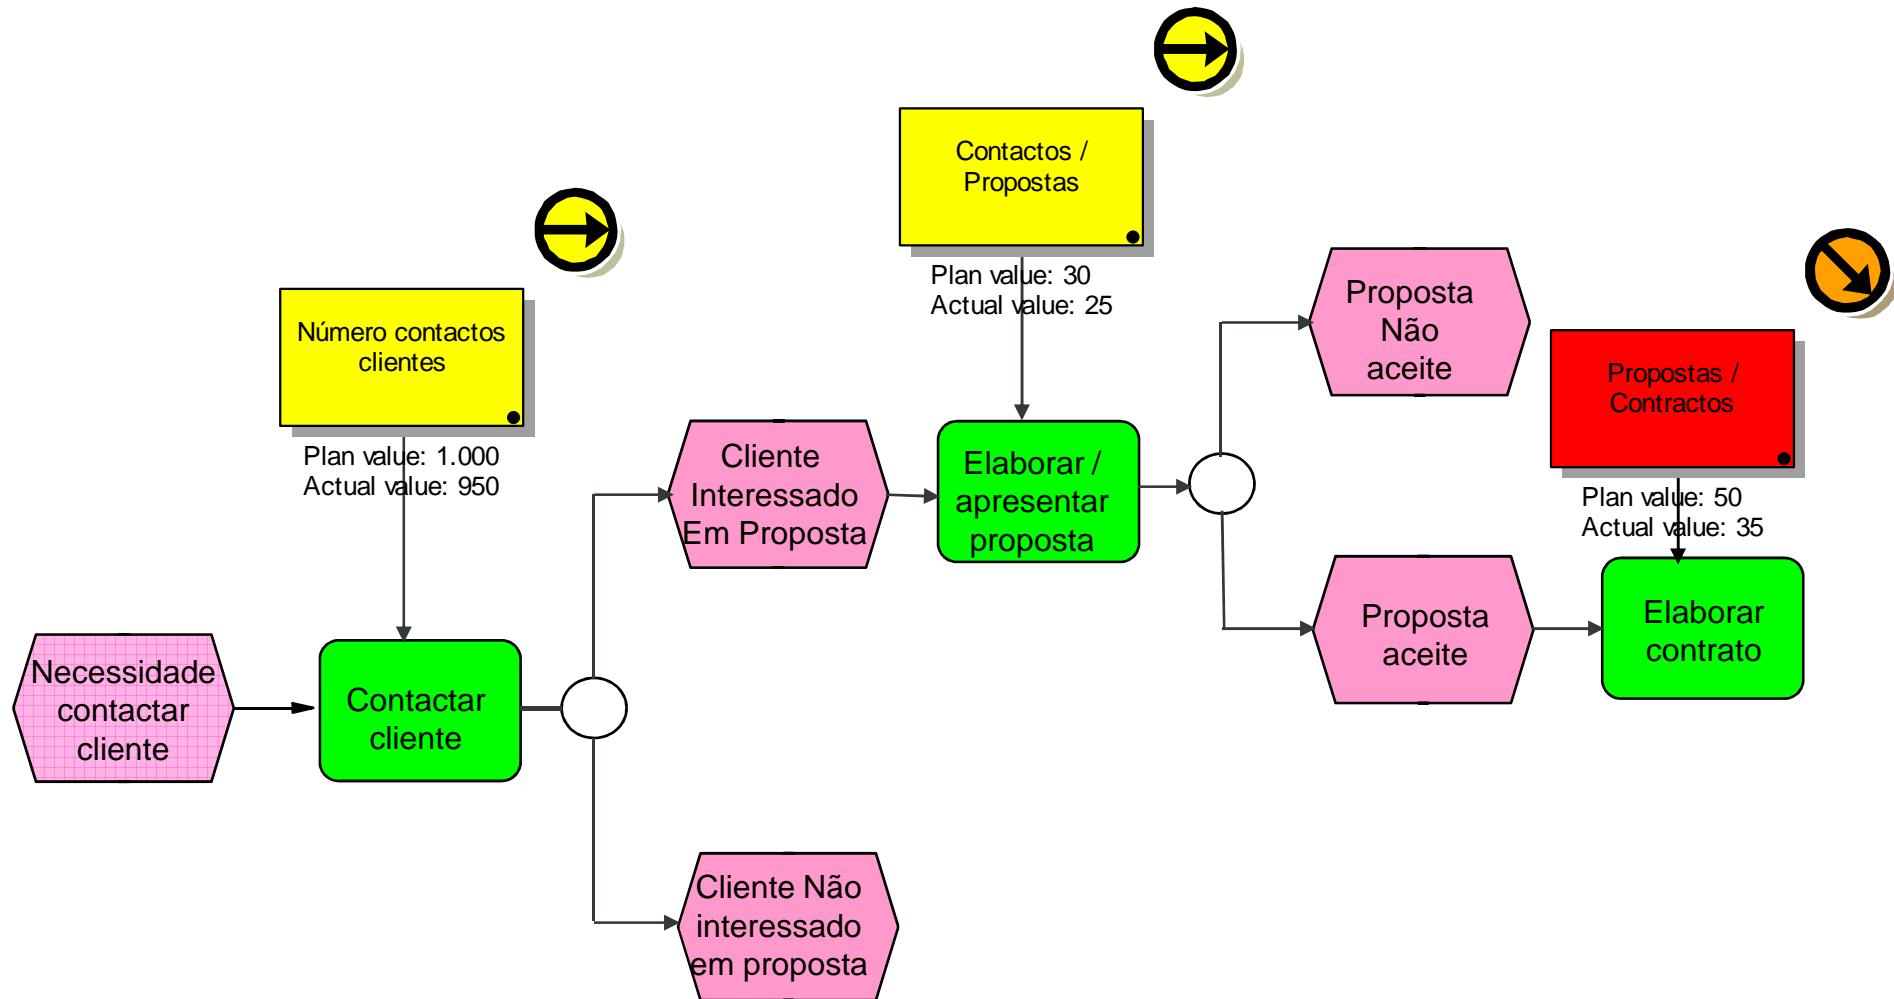 Contactos /
Propostas
Plan value: 30
Actual value: 25
Número contactos
clientes
Plan value: 1.000
Actual value: 950
Proposta
Não
aceite
Propostas /
Contractos
Plan value: 50
Actual value: 35
Cliente
Interessado
Em Proposta
Elaborar /
apresentar
proposta
Necessidade
contactar
cliente
Contactar
cliente
Proposta
aceite
Elaborar
contrato
Cliente Não
interessado
em proposta